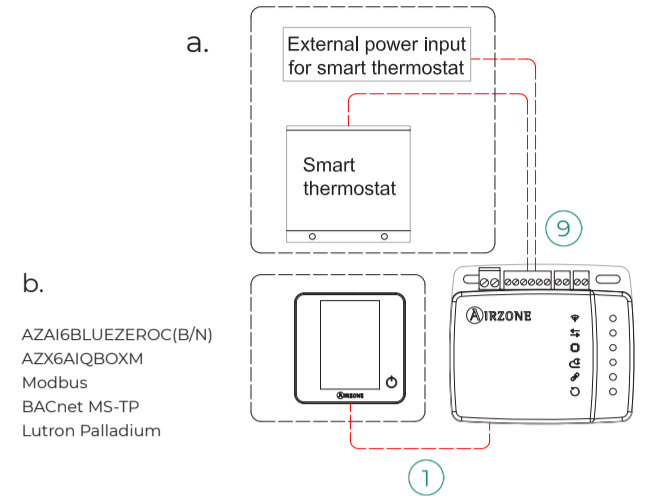 a.
External power input
for smart thermostat
Smart
thermostat
9
b.
AZAI6BLUEZEROC(B/N)
AZX6AIQBOXM
Modbus
BACnet MS-TP
Lutron Palladium
AIRZONE
AIRZONE
1